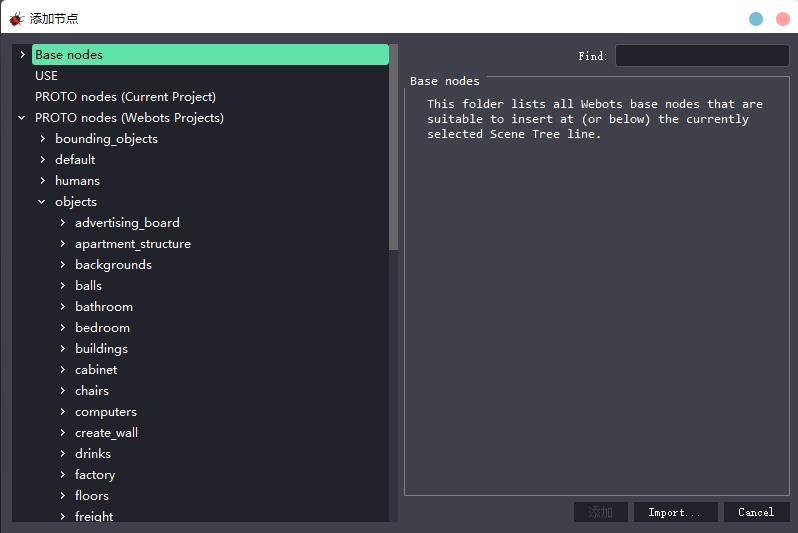 添加节点
Base nodes
USE
PROTO nodes (Current Project)
PROTO nodes (Webots Projects)
bounding_objects
default
humans
objects
advertising_board
apartment_structure
backgrounds
balls
bathroom
bedroom
buildings
cabinet
chairs
computers
create_wall
drinks
factory
floors
freight
Find:
Base nodes
This folder lists all Webots base nodes that are
suitable to insert at (or below) the currently
selected Scene Tree line.
添加
Import...
Cancel